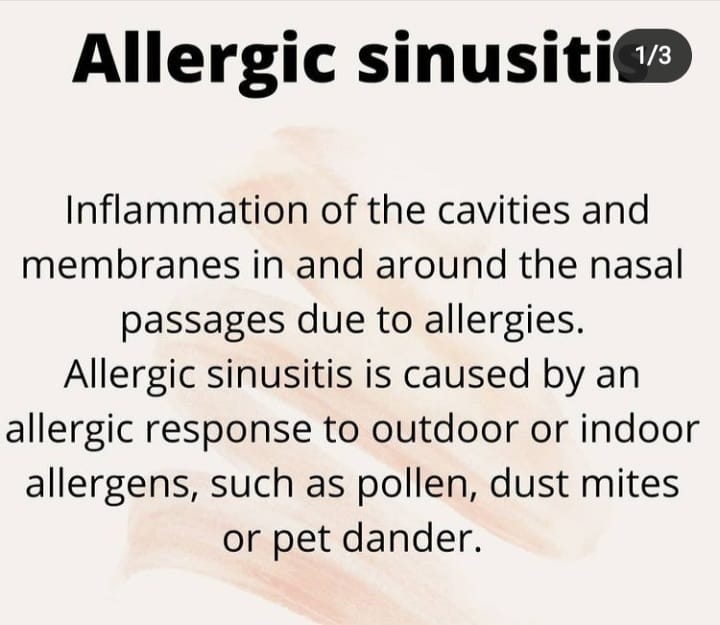 Allergic sinusitis
1/3
Inflammation of the cavities and
membranes in and around the nasal
passages due to allergies.
Allergic sinusitis is caused by an
allergic response to outdoor or indoor
allergens, such as pollen, dust mites
or pet dander.